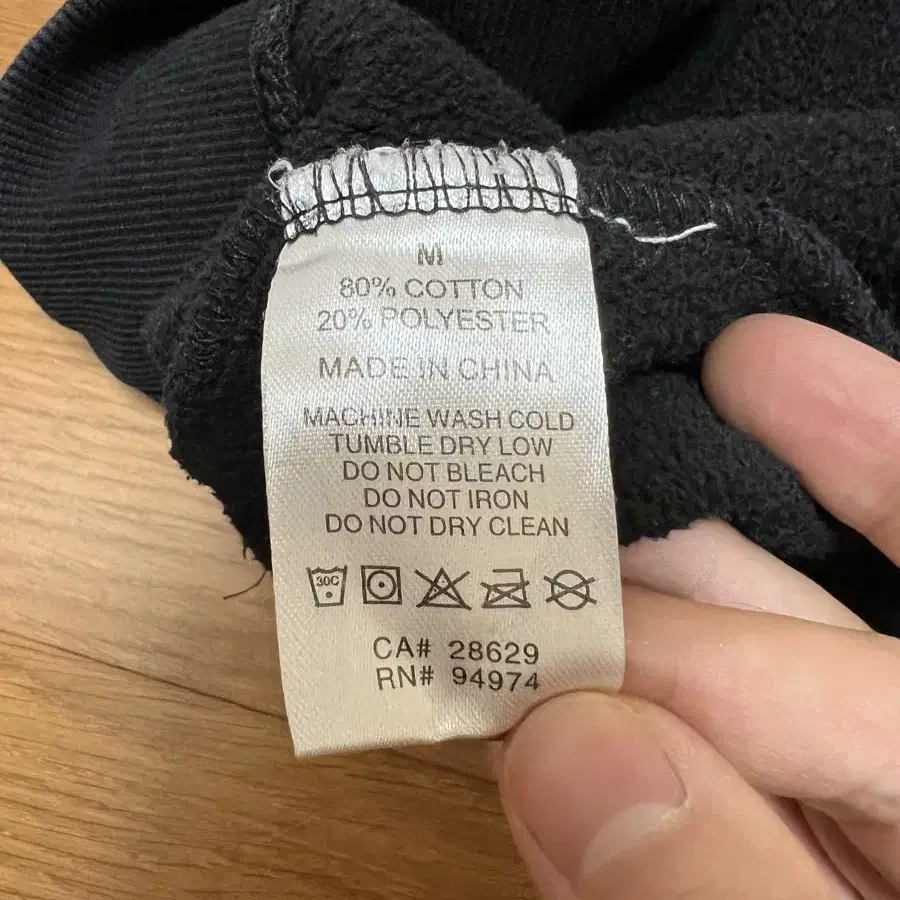 M
80% COTTON
20% POLYESTER
MADE IN CHINA
MACHINE WASH COLD
TUMBLE DRY LOW
DO NOT BLEACH
DO NOT IRON
DO NOT DRY CLEAN
30C
CA# 28629
RN# 94974